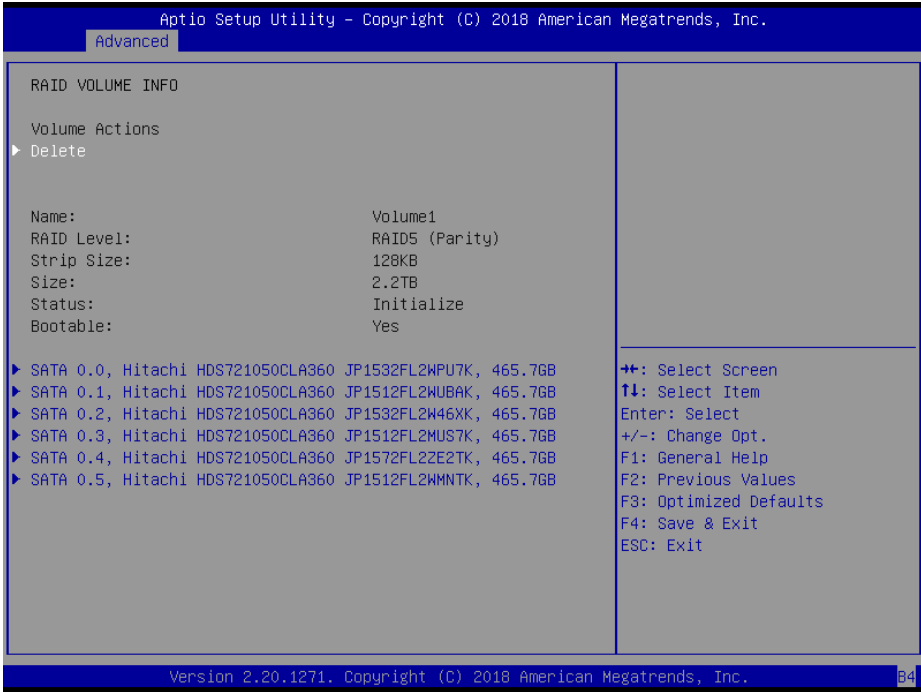 Aptio Setup Utility – Copyright (C) 2018 American Megatrends, Inc.
Advanced
RAID VOLUME INFO
Volume Actions
Delete
Name: Volume1
RAID Level: RAID5 (Parity)
Strip Size: 128KB
Size: 2.2TB
Status: Initialize
Bootable: Yes
SATA 0.0, Hitachi HDS721050CLA360 JP1532FL2WPU7K, 465.7GB
SATA 0.1, Hitachi HDS721050CLA360 JP1512FL2WUBAK, 465.7GB
SATA 0.2, Hitachi HDS721050CLA360 JP1532FL2W46XK, 465.7GB
SATA 0.3, Hitachi HDS721050CLA360 JP1512FL2MUS7K, 465.7GB
SATA 0.4, Hitachi HDS721050CLA360 JP1572FL2ZE2TK, 465.7GB
SATA 0.5, Hitachi HDS721050CLA360 JP1512FL2WMNTK, 465.7GB
→←: Select Screen
↑↓: Select Item
Enter: Select
+/-: Change Opt.
F1: General Help
F2: Previous Values
F3: Optimized Defaults
F4: Save & Exit
ESC: Exit
Version 2.20.1271. Copyright (C) 2018 American Megatrends, Inc.
B4